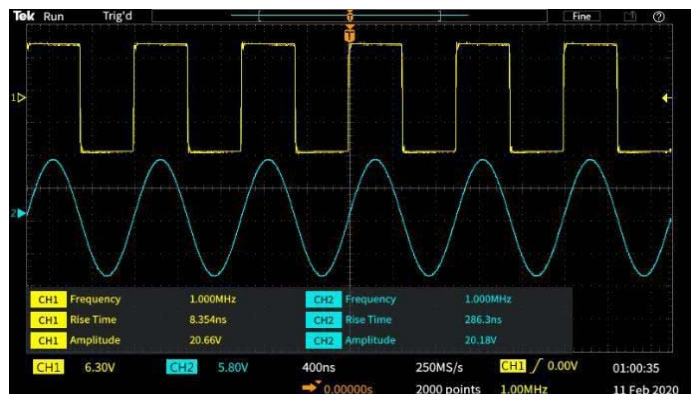 Tek Run Trig'd Fine
T
T
1
2
CH1 Frequency 1.000MHz CH2 Frequency 1.000MHz
CH1 Rise Time 8.354ns CH2 Rise Time 286.3ns
CH1 Amplitude 20.66V CH2 Amplitude 20.18V
CH1 6.30V CH2 5.80V 400ns 250MS/s CH1 0.00V 01:00:35
0.00000s 2000 points 1.00MHz 11 Feb 2020